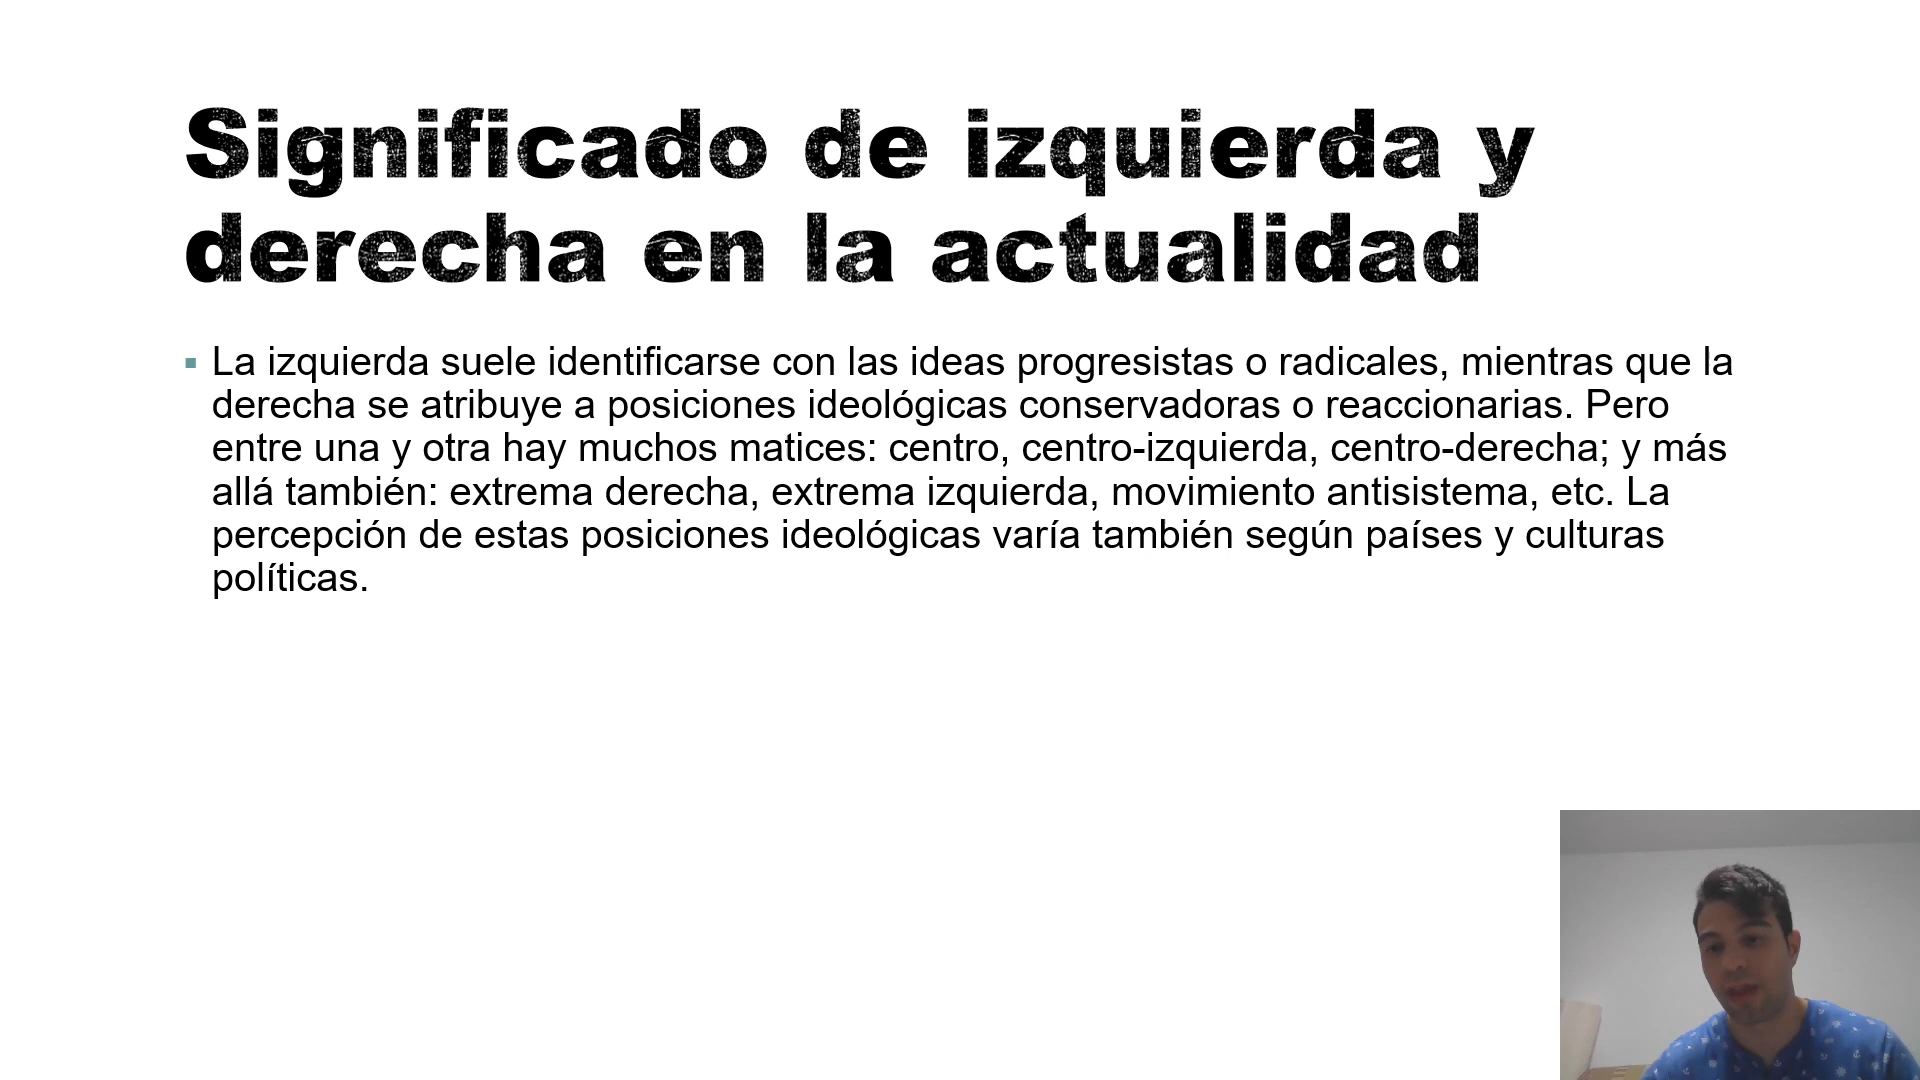 Significado de izquierda y
derecha en la actualidad
La izquierda suele identificarse con las ideas progresistas o radicales, mientras que la
derecha se atribuye a posiciones ideológicas conservadoras o reaccionarias. Pero
entre una y otra hay muchos matices: centro, centro-izquierda, centro-derecha; y más
allá también: extrema derecha, extrema izquierda, movimiento antisistema, etc. La
percepción de estas posiciones ideológicas varía también según países y culturas
políticas.